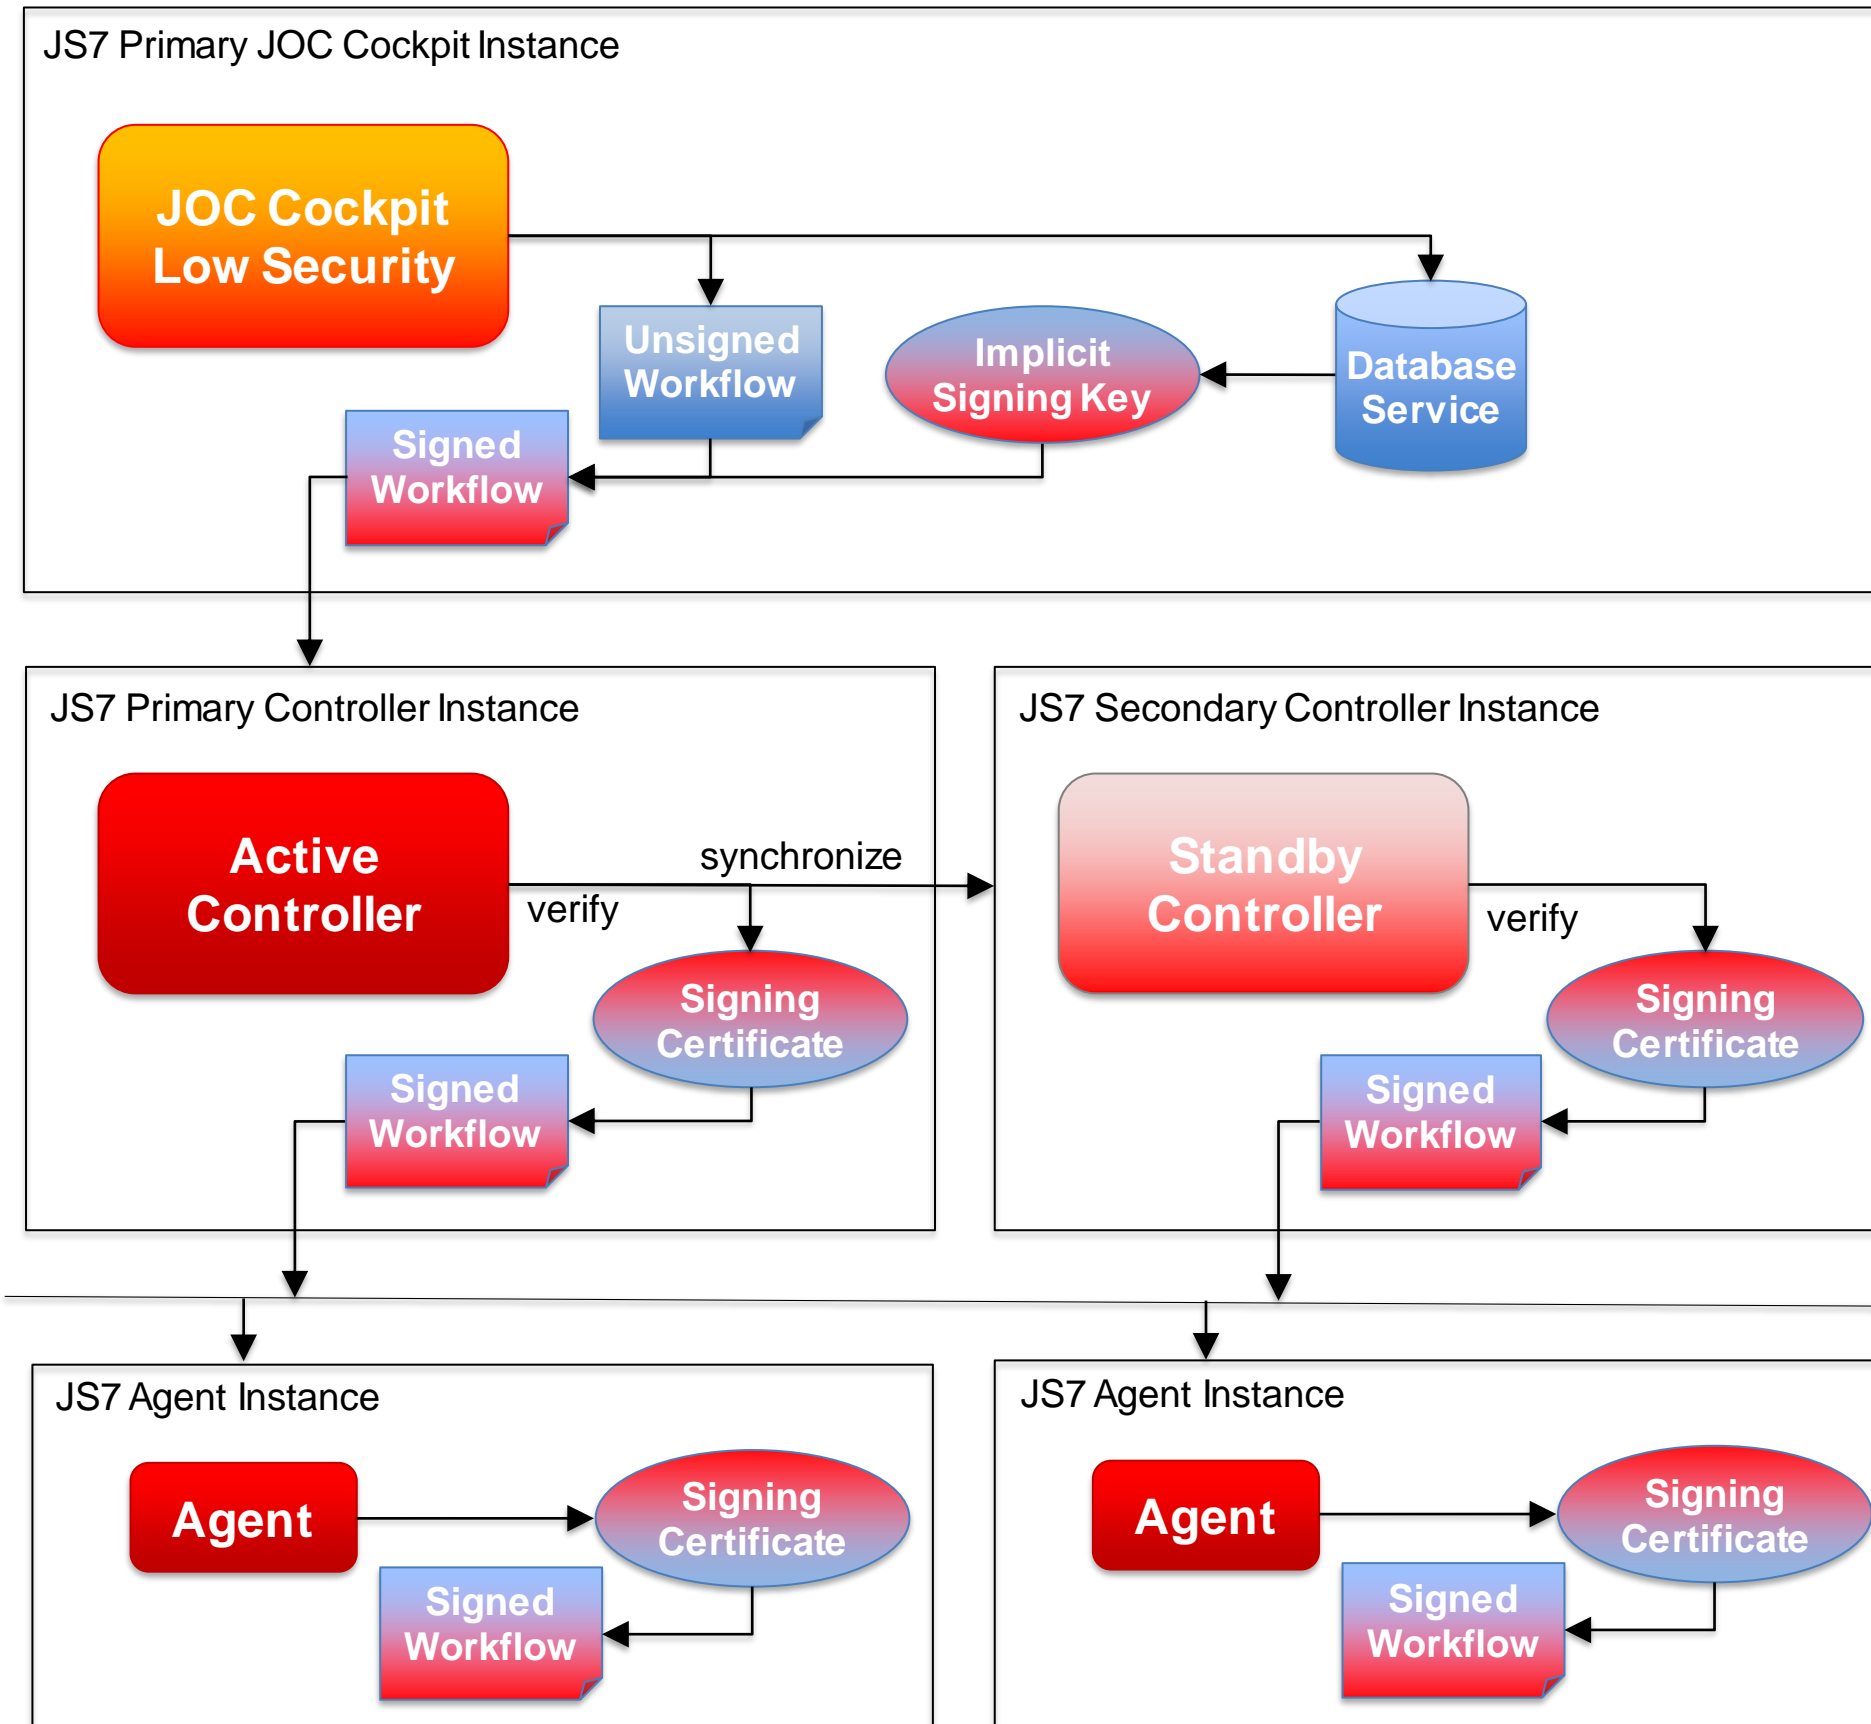 JS7 Primary JOC Cockpit Instance
JOC Cockpit
Low Security
Unsigned
Workflow
Implicit
Signing Key
Database
Service
Signed
Workflow
JS7 Primary Controller Instance
Active
Controller
synchronize
verify
Signing
Certificate
Signed
Workflow
JS7 Secondary Controller Instance
Standby
Controller
verify
Signing
Certificate
Signed
Workflow
JS7 Agent Instance
Agent
Signing
Certificate
Signed
Workflow
JS7 Agent Instance
Agent
Signing
Certificate
Signed
Workflow